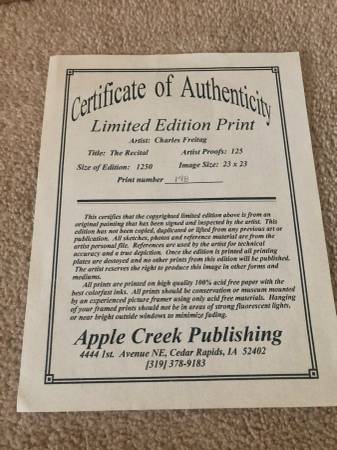 Certificate of Authenticity
Limited Edition Print
Artist: Charles Freitag
Title: The Recital Artist Proofs: 125
Size of Edition: 1250 Image Size: 23 x 23
Print number 198
This certifies that the copyrighted limited edition above is from an
original painting that has been signed and inspected by the artist. This
edition has not been copied, duplicated or lifted from any previous art or
publication. All sketches, photos and reference material are from the
artist personal file. References are used by the artist for technical
accuracy and a true depiction. Once the edition is printed all printing
plates are destoyed and no other prints from this edition will be published.
The artist reserves the right to produce this image in other forms and
mediums.
All prints are printed on high quality 100% acid free paper with the
best colorfast inks. All prints should be conservation or museum mounted
by an experienced picture framer using only acid free materials. Hanging
of your framed prints should not be in areas of strong fluorescent lights,
or near bright outside windows to minimize fading.
Apple Creek Publishing
4444 1st. Avenue NE, Cedar Rapids, IA 52402
[319] 378-9183